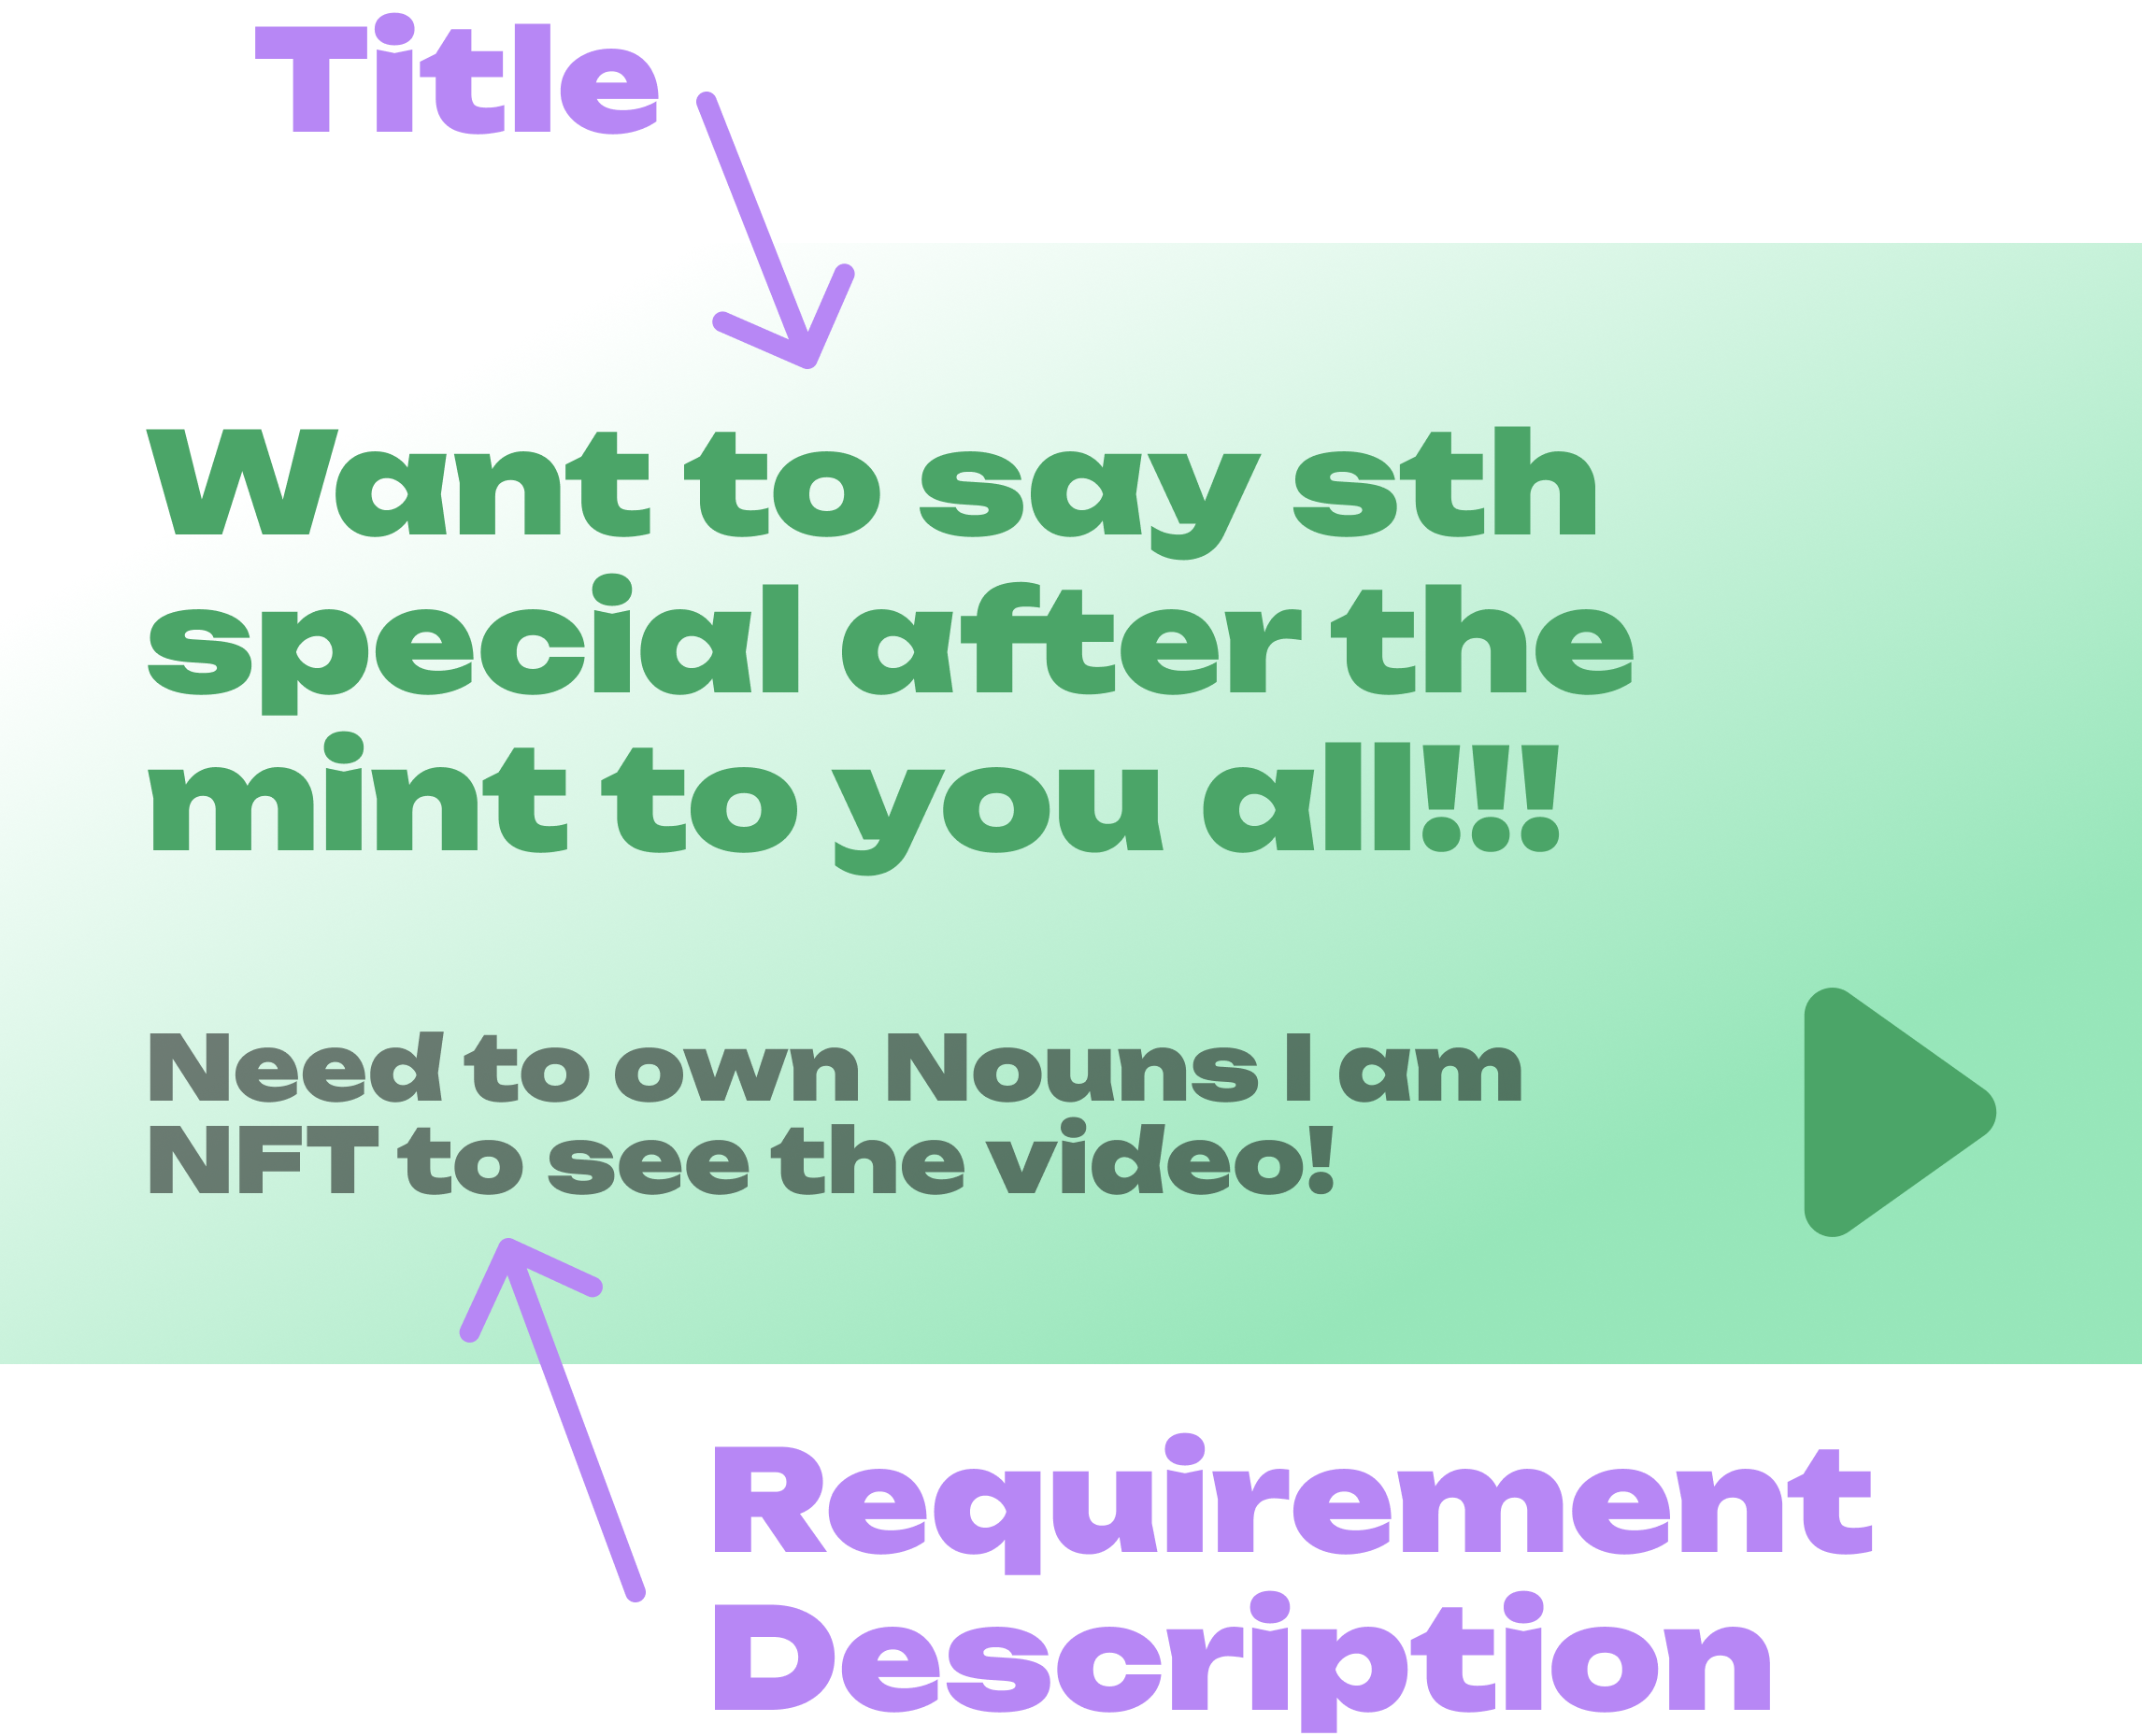 Title
Want to say sth
special after the
mint to you all!!!
Need to own Nouns I am
NFT to see the video!
Requirement
Description